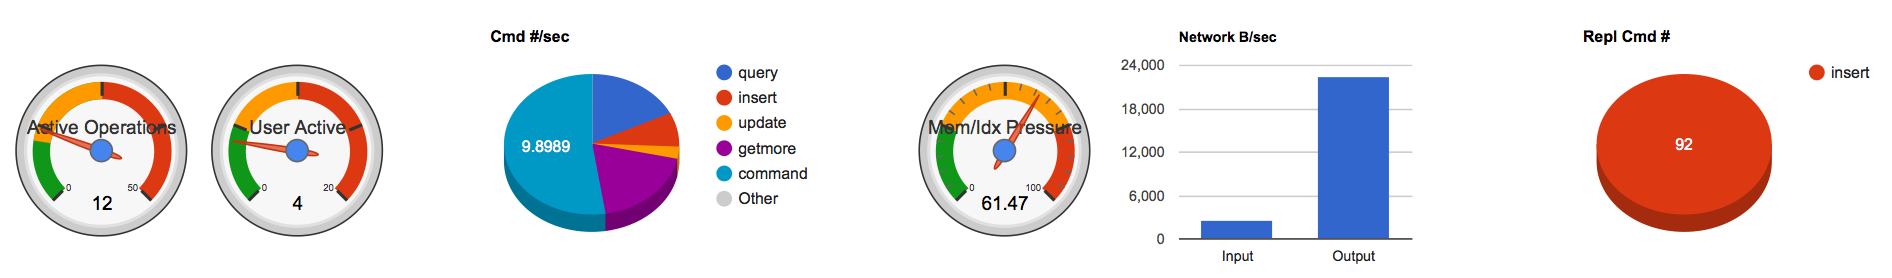 Active Operations
0
50
12
User Active
0
20
4
Cmd #/sec
9.8989
query
insert
update
getmore
command
Other
Mem/Idx Pressure
0
100
61.47
Network B/sec
24,000
18,000
12,000
6,000
0
Input
Output
Repl Cmd #
92
insert